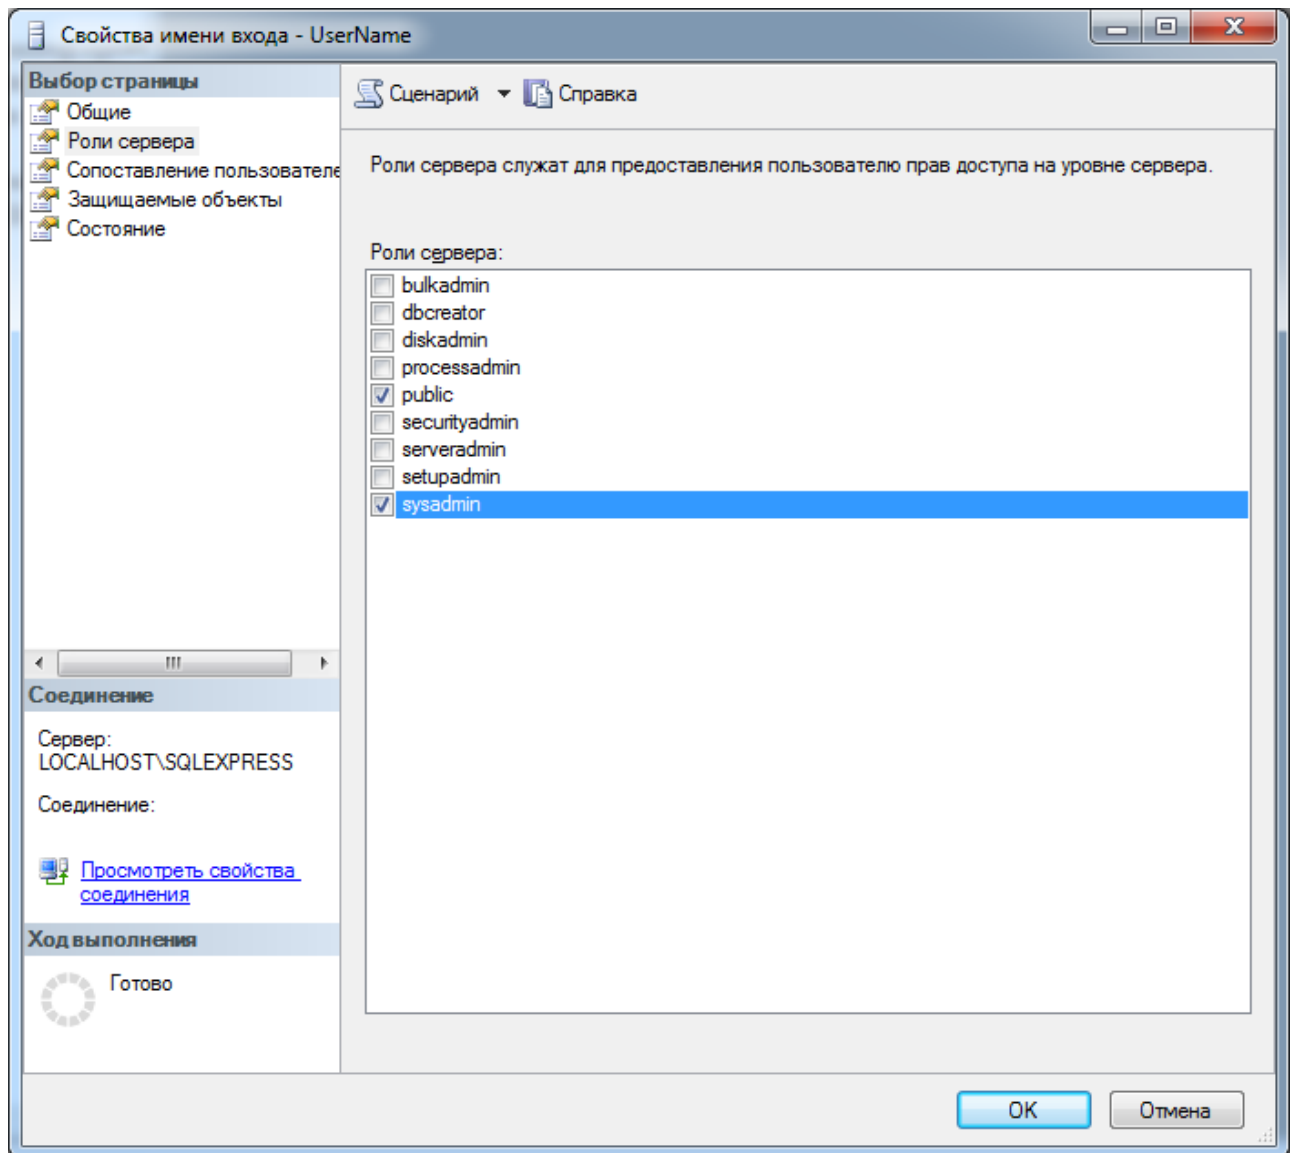 Свойства имени входа - UserName
Выбор страницы
Общие
Роли сервера
Сопоставление пользователе
Защищаемые объекты
Состояние
Соединение
Сервер:
LOCALHOST\SQLEXPRESS
Соединение:
Просмотреть свойства
соединения
Ход выполнения
Готово
Сценарий
Справка
Роли сервера служат для предоставления пользователю прав доступа на уровне сервера.
Роли сервера:
bulkadmin
dbcreator
diskadmin
processadmin
public
securityadmin
serveradmin
setupadmin
sysadmin
OK
Отмена